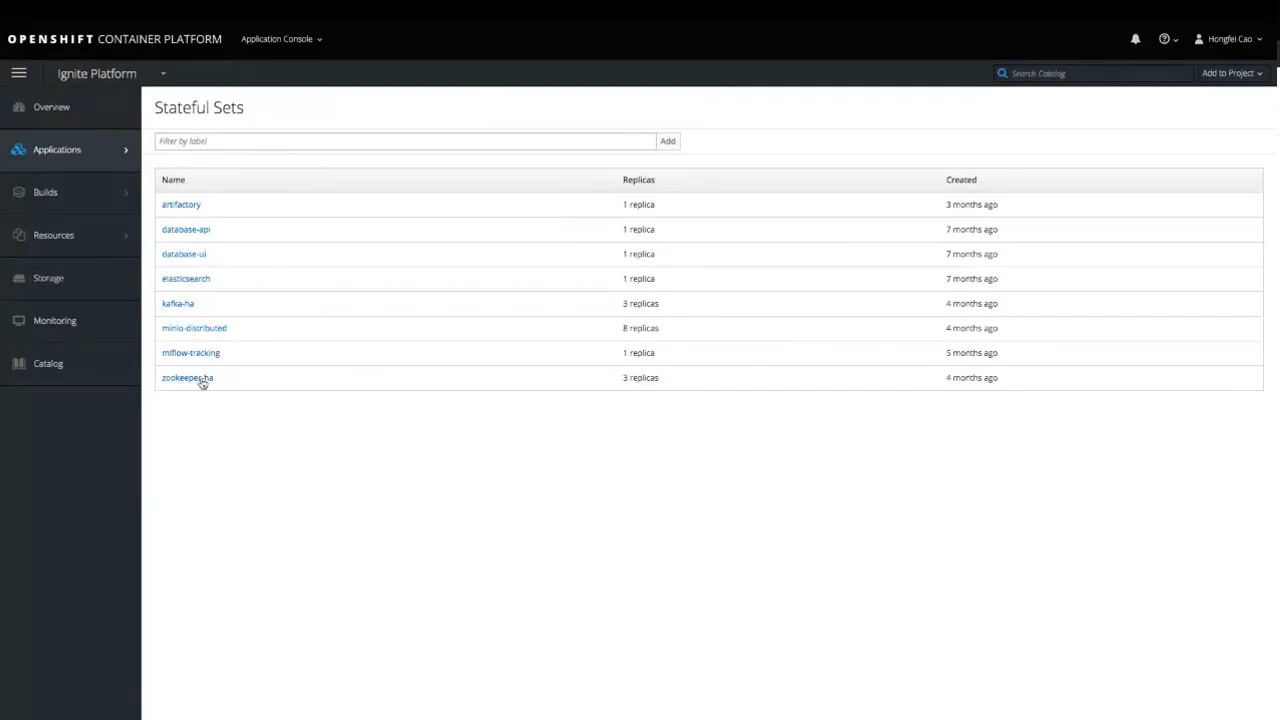 OPENSHIFT CONTAINER PLATFORM Application Console Hongfei Cao
Ignite Platform Search Catalog Add to Project
Overview
Applications
Builds
Resources
Storage
Monitoring
Catalog
Stateful Sets
Filter by label Add
Name Replicas Created
artifactory 1 replica 3 months ago
database-api 1 replica 7 months ago
database-ui 1 replica 7 months ago
elasticsearch 1 replica 7 months ago
kafka-ha 3 replicas 4 months ago
minio-distributed 8 replicas 4 months ago
mlflow-tracking 1 replica 5 months ago
zookeeper-ha 3 replicas 4 months ago